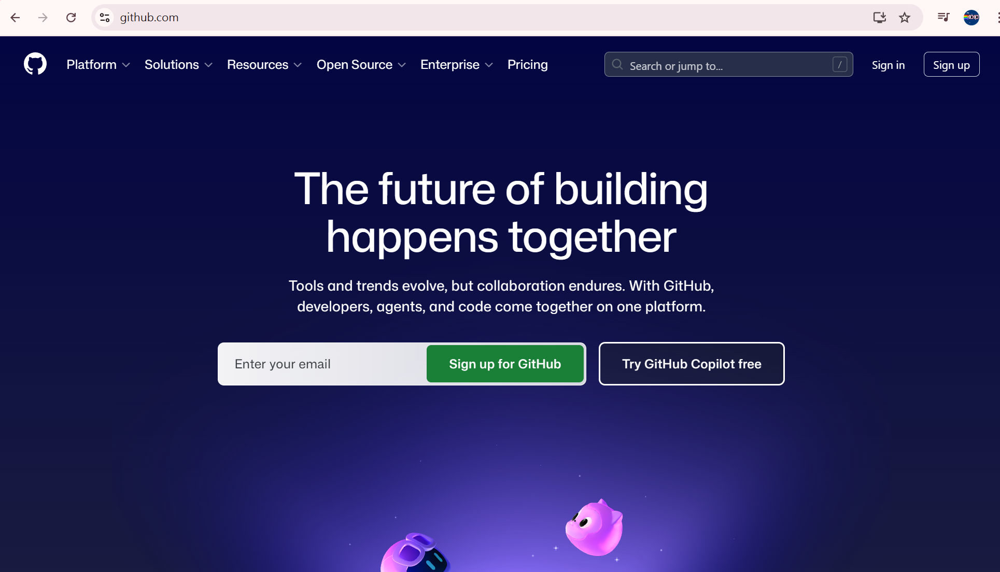 github.com
Platform Solutions Resources Open Source Enterprise Pricing Search or jump to... / Sign in Sign up
The future of building
happens together
Tools and trends evolve, but collaboration endures. With GitHub,
developers, agents, and code come together on one platform.
Enter your email Sign up for GitHub Try GitHub Copilot free